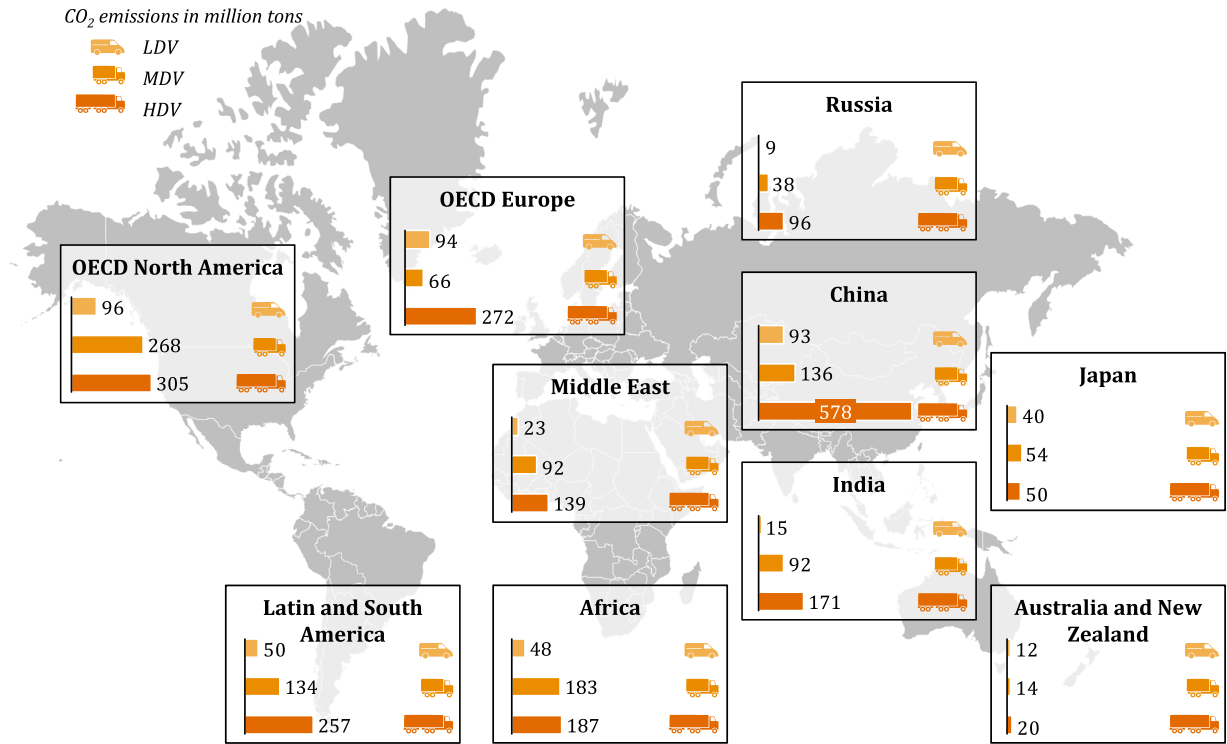 CO₂ emissions in million tons
LDV
MDV
HDV
Russia
9
38
96
OECD Europe
94
66
272
OECD North America
96
268
305
China
93
136
578
Japan
40
54
50
Middle East
23
92
139
India
15
92
171
Latin and South
America
50
134
257
Africa
48
183
187
Australia and New
Zealand
12
14
20